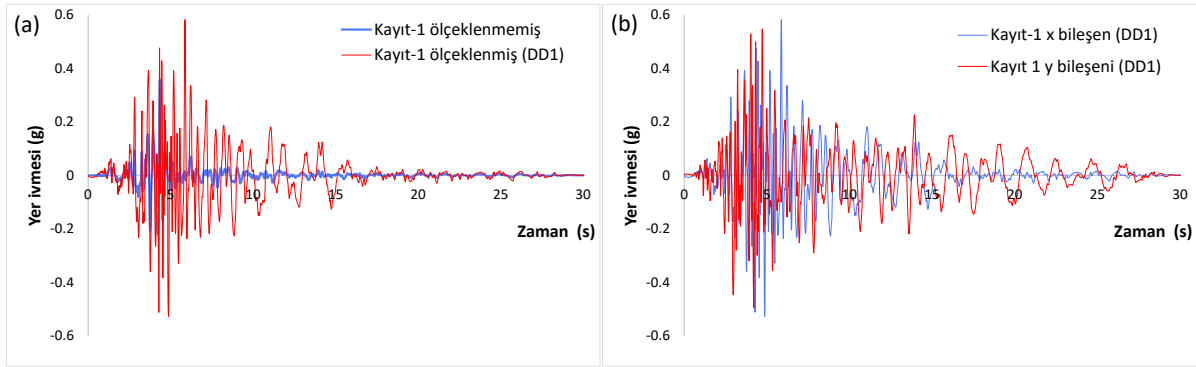 (a)
Kayıt-1 ölçeklenmemiş
Kayıt-1 ölçeklenmiş (DD1)
Yer ivmesi (g)
0.6
0.4
0.2
0
-0.2
-0.4
-0.6
0 5 10 15 20 25 30
Zaman (s)
(b)
Kayıt-1 x bileşen (DD1)
Kayıt 1 y bileşeni (DD1)
Yer ivmesi (g)
0.6
0.4
0.2
0
-0.2
-0.4
-0.6
0 5 10 15 20 25 30
Zaman (s)